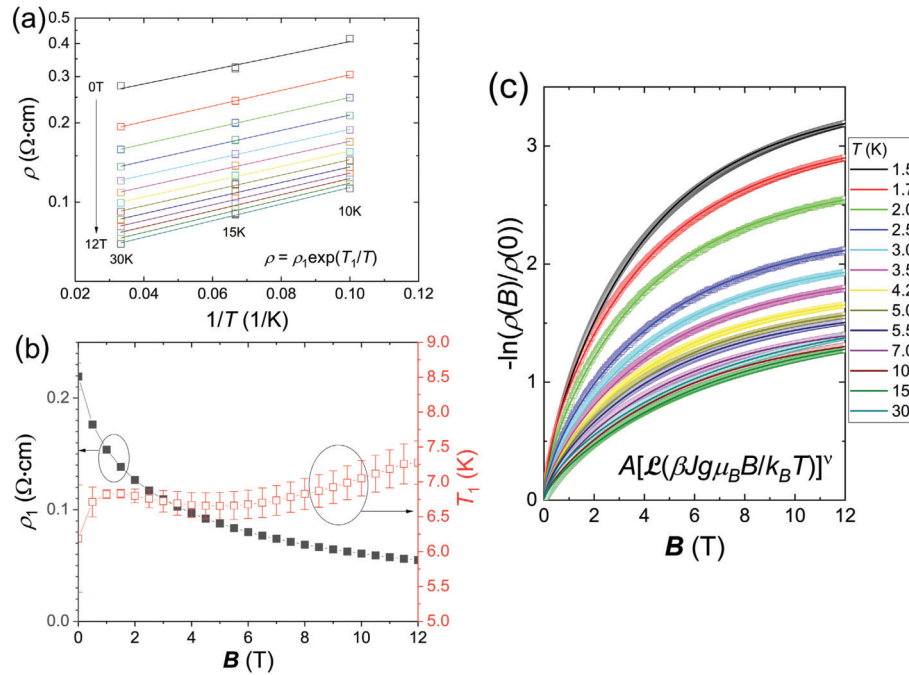 (a)
0.5
0.4
0.3
0.2
0.1
ρ (Ω·cm)
0T
12T
30K
15K
10K
ρ = ρ₁exp(T₁/T)
0.02 0.04 0.06 0.08 0.10 0.12
1/T (1/K)
(b)
0.2
0.1
0.0
ρ₁ (Ω·cm)
9.0
8.5
8.0
7.5
7.0
6.5
6.0
5.5
5.0
T₁ (K)
0 2 4 6 8 10 12
B (T)
(c)
3
2
1
0
-ln(ρ(B)/ρ(0))
A[ℒ(βJgμ_BB/k_BT)]^ν
0 2 4 6 8 10 12
B (T)
T (K)
1.5
1.7
2.0
2.5
3.0
3.5
4.2
5.0
5.5
7.0
10
15
30